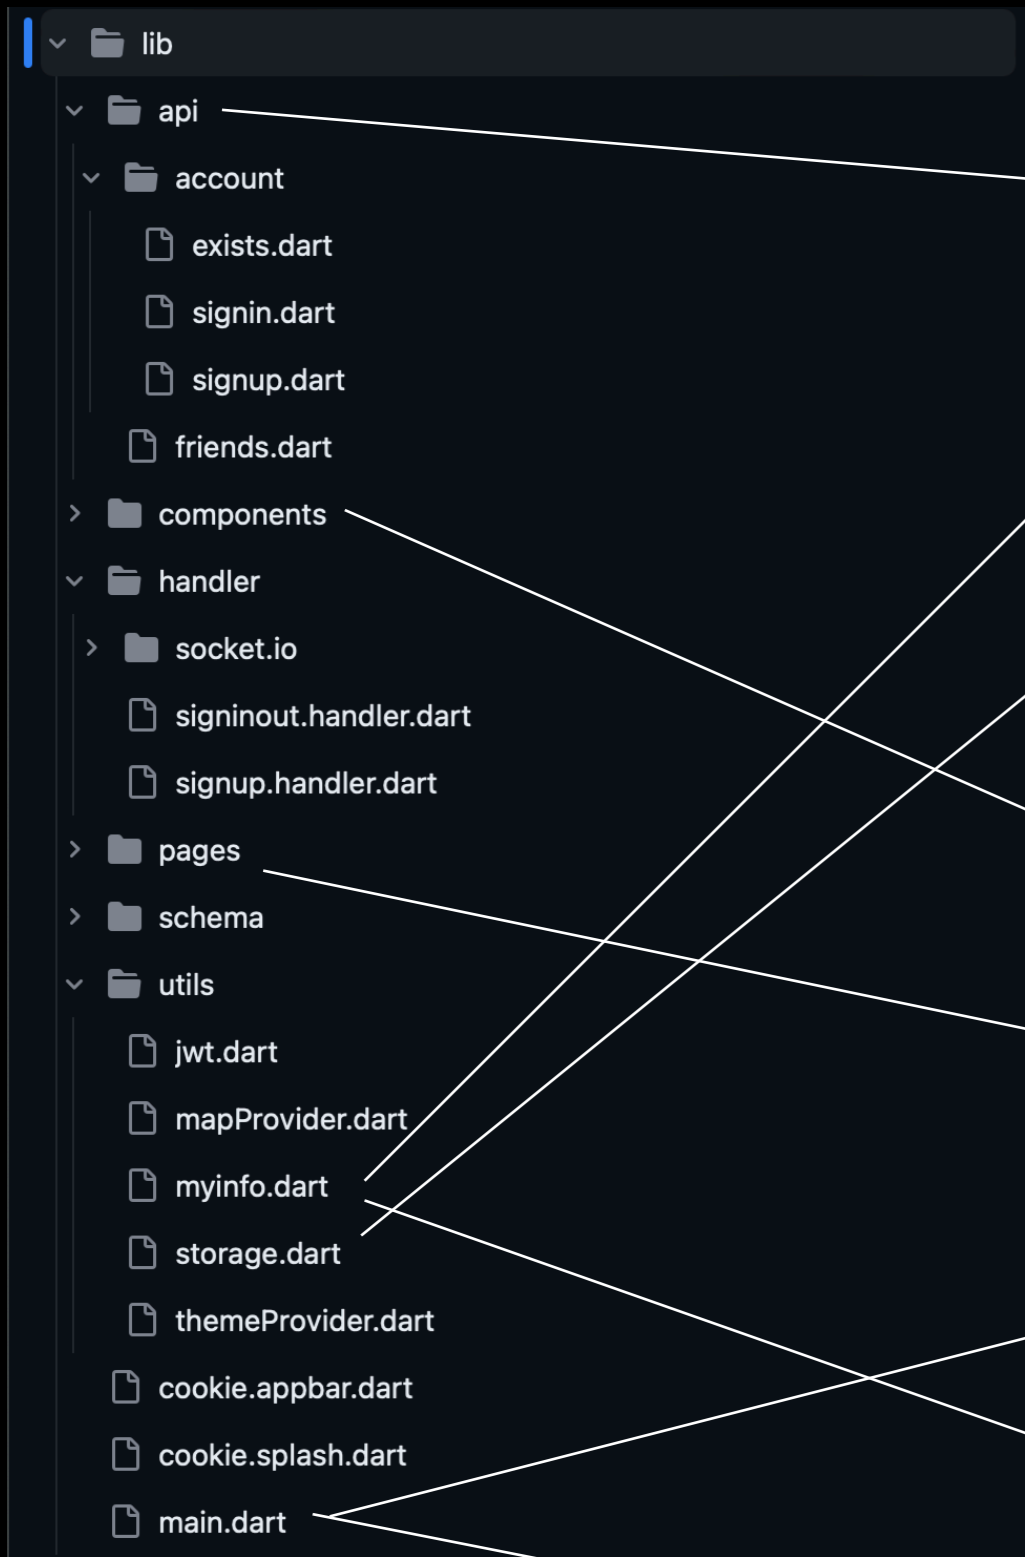 lib
api
account
exists.dart
signin.dart
signup.dart
friends.dart
components
handler
socket.io
signinout.handler.dart
signup.handler.dart
pages
schema
utils
jwt.dart
mapProvider.dart
myinfo.dart
storage.dart
themeProvider.dart
cookie.appbar.dart
cookie.splash.dart
main.dart